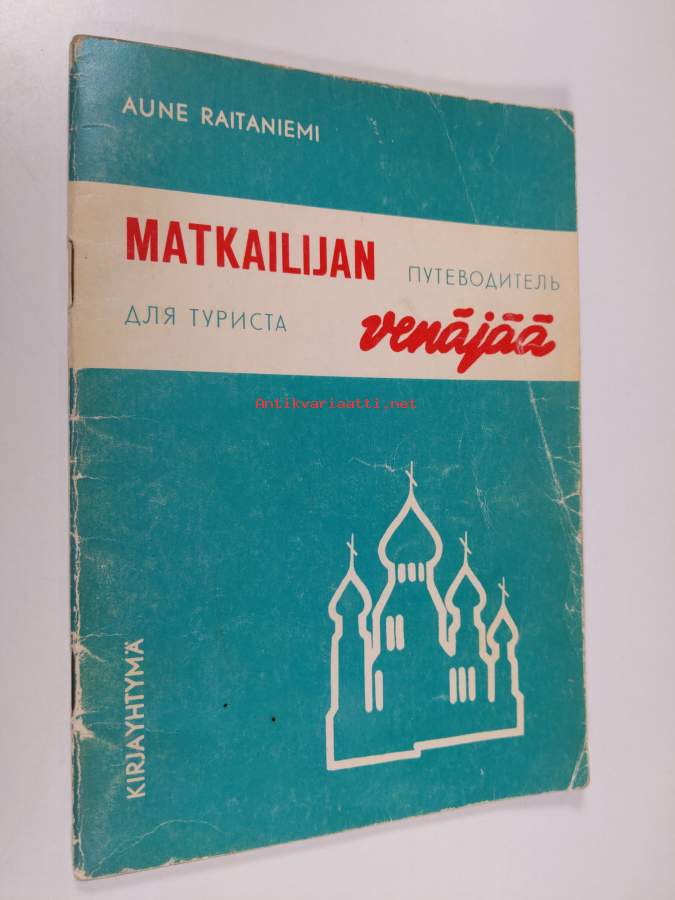 AUNE RAITANIEMI
MATKAILIJAN
ПУТЕВОДИТЕЛЬ
ДЛЯ ТУРИСТА
venäjää
Antikvariaatti.net
KIRJAYHTYMÄ